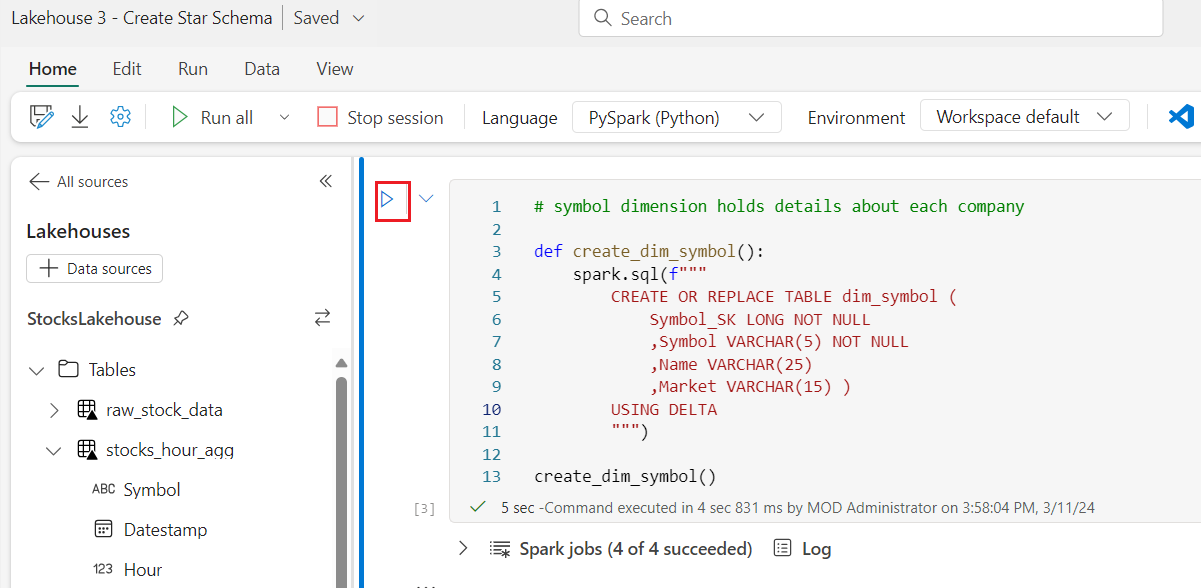 Lakehouse 3 - Create Star Schema Saved
Search
Home Edit Run Data View
Run all Stop session Language PySpark (Python) Environment Workspace default
All sources
Lakehouses
Data sources
StocksLakehouse
Tables
raw_stock_data
stocks_hour_agg
ABC Symbol
Datestamp
123 Hour
1 # symbol dimension holds details about each company
2
3 def create_dim_symbol():
4 spark.sql(f"""
5 CREATE OR REPLACE TABLE dim_symbol (
6 Symbol_SK LONG NOT NULL
7 ,Symbol VARCHAR(5) NOT NULL
8 ,Name VARCHAR(25)
9 ,Market VARCHAR(15) )
10 USING DELTA
11 """)
12
13 create_dim_symbol()
[3] 5 sec -Command executed in 4 sec 831 ms by MOD Administrator on 3:58:04 PM, 3/11/24
Spark jobs (4 of 4 succeeded) Log